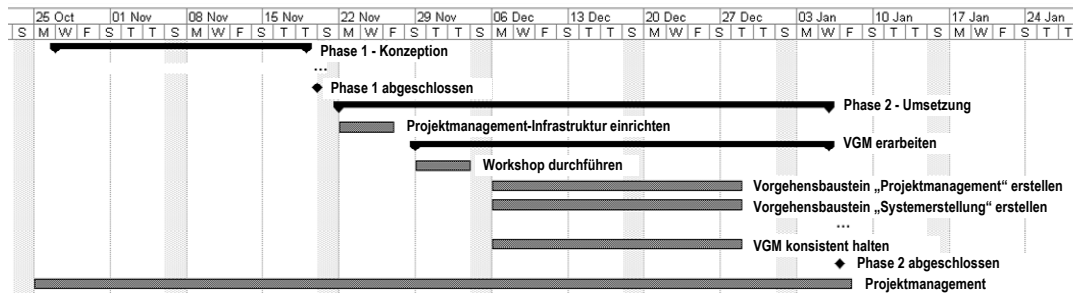 25 Oct 01 Nov 08 Nov 15 Nov 22 Nov 29 Nov 06 Dec 13 Dec 20 Dec 27 Dec 03 Jan 10 Jan 17 Jan 24 Jan
S M W F S T T S M W F S T T S M W F S T T S M W F S T T S M W F S T T S M W F S T T S M W F S T T S M W F S T T
Phase 1 - Konzeption
...
Phase 1 abgeschlossen
Phase 2 - Umsetzung
Projektmanagement-Infrastruktur einrichten
VGM erarbeiten
Workshop durchführen
Vorgehensbaustein „Projektmanagement“ erstellen
Vorgehensbaustein „Systemerstellung“ erstellen
...
VGM konsistent halten
Phase 2 abgeschlossen
Projektmanagement